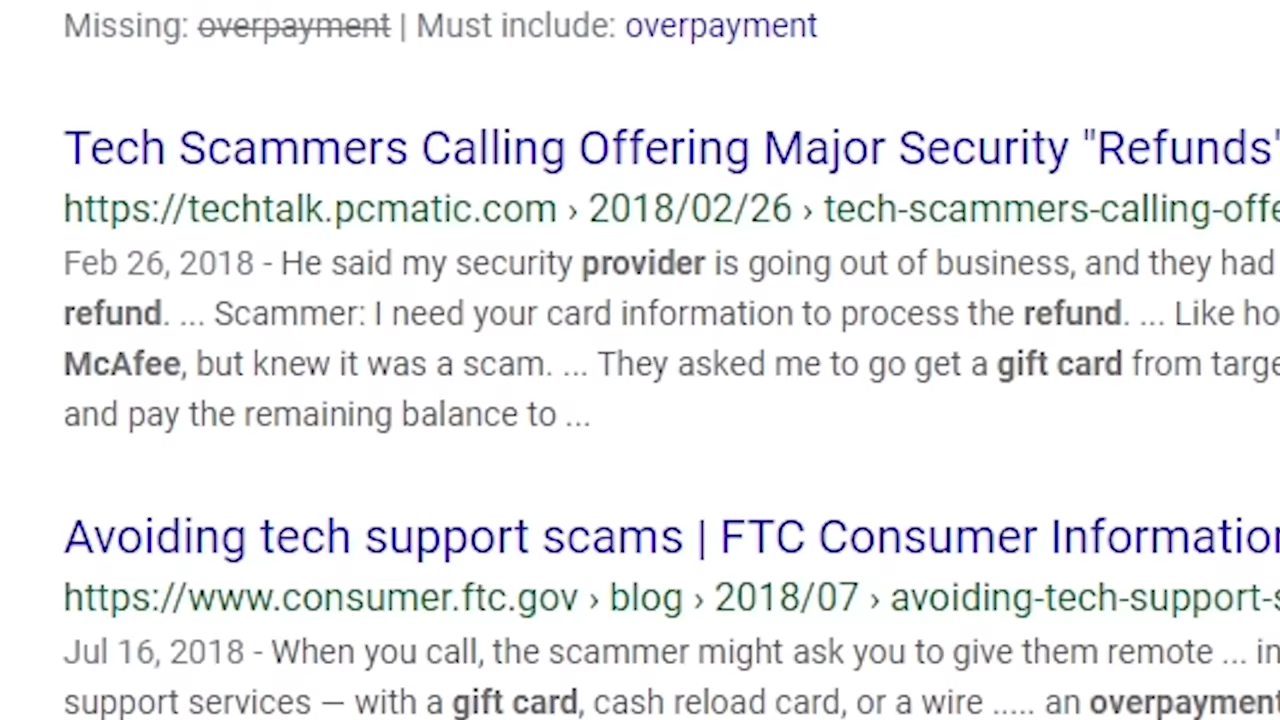 Missing: overpayment | Must include: overpayment
Tech Scammers Calling Offering Major Security "Refunds"
https://techtalk.pcmatic.com › 2018/02/26 › tech-scammers-calling-offe
Feb 26, 2018 - He said my security provider is going out of business, and they had
refund. ... Scammer: I need your card information to process the refund. ... Like ho
McAfee, but knew it was a scam. ... They asked me to go get a gift card from targe
and pay the remaining balance to ...
Avoiding tech support scams | FTC Consumer Information
https://www.consumer.ftc.gov › blog › 2018/07 › avoiding-tech-support-s
Jul 16, 2018 - When you call, the scammer might ask you to give them remote ... in
support services — with a gift card, cash reload card, or a wire ..... an overpayment